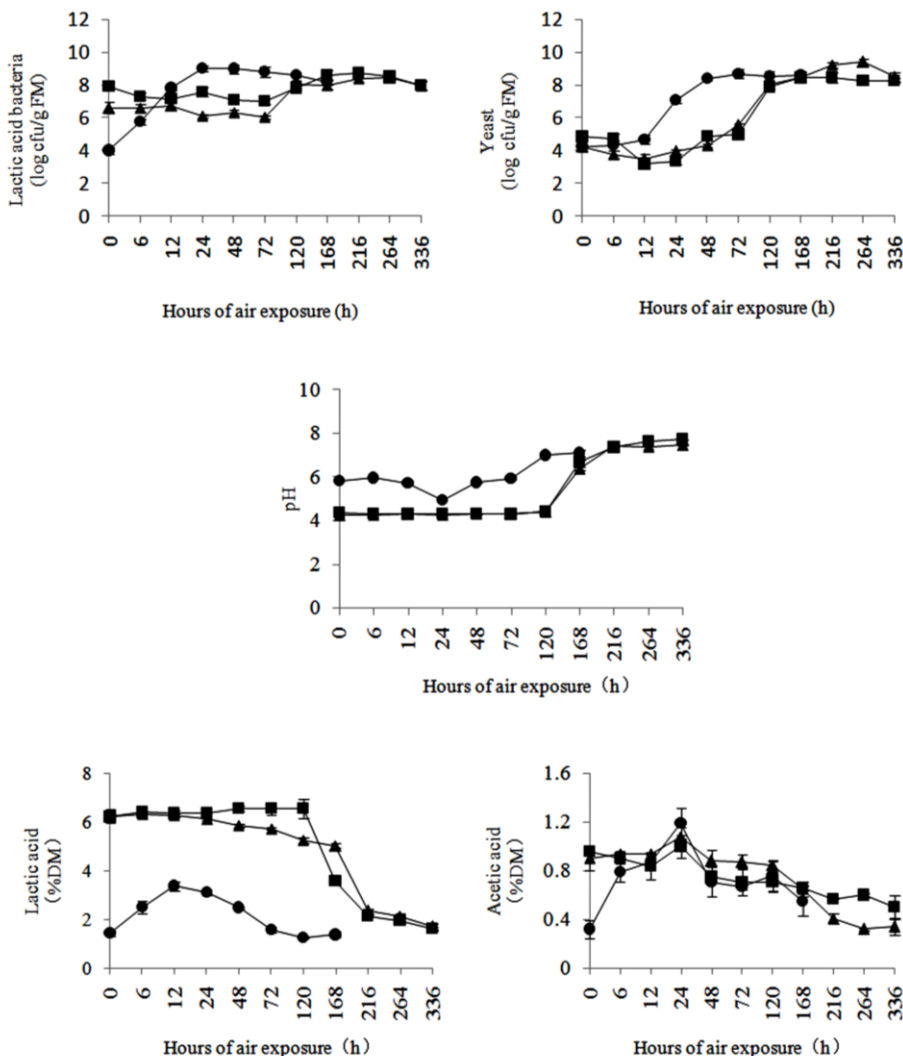 Lactic acid bacteria
(log cfu/g FM)
12
10
8
6
4
2
0
0 6 12 24 48 72 120 168 216 264 336
Hours of air exposure (h)
Yeast
(log cfu/g FM)
12
10
8
6
4
2
0
0 6 12 24 48 72 120 168 216 264 336
Hours of air exposure (h)
pH
10
8
6
4
2
0
0 6 12 24 48 72 120 168 216 264 336
Hours of air exposure (h)
Lactic acid
(%DM)
8
6
4
2
0
0 6 12 24 48 72 120 168 216 264 336
Hours of air exposure (h)
Acetic acid
(%DM)
1.6
1.2
0.8
0.4
0
0 6 12 24 48 72 120 168 216 264 336
Hours of air exposure (h)